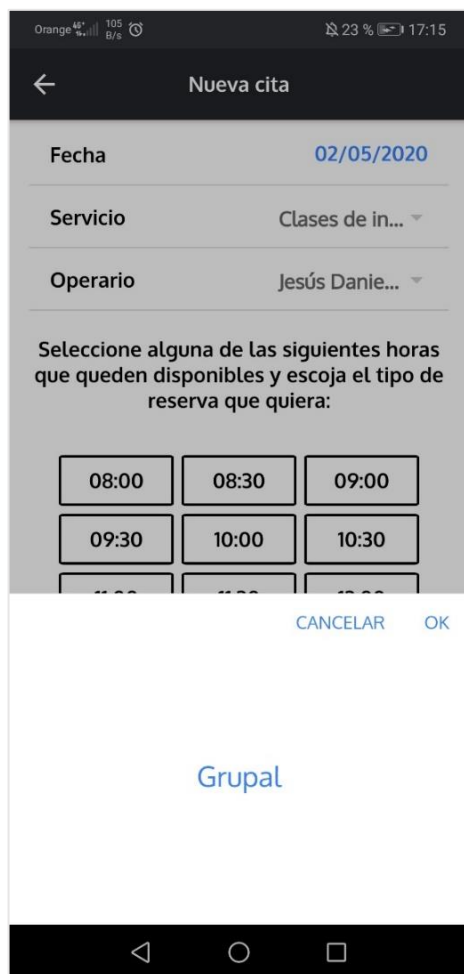 Orange 105 B/s 23 % 17:15
Nueva cita
Fecha 02/05/2020
Servicio Clases de in...
Operario Jesús Danie...
Seleccione alguna de las siguientes horas
que queden disponibles y escoja el tipo de
reserva que quiera:
08:00 08:30 09:00
09:30 10:00 10:30
CANCELAR OK
Grupal